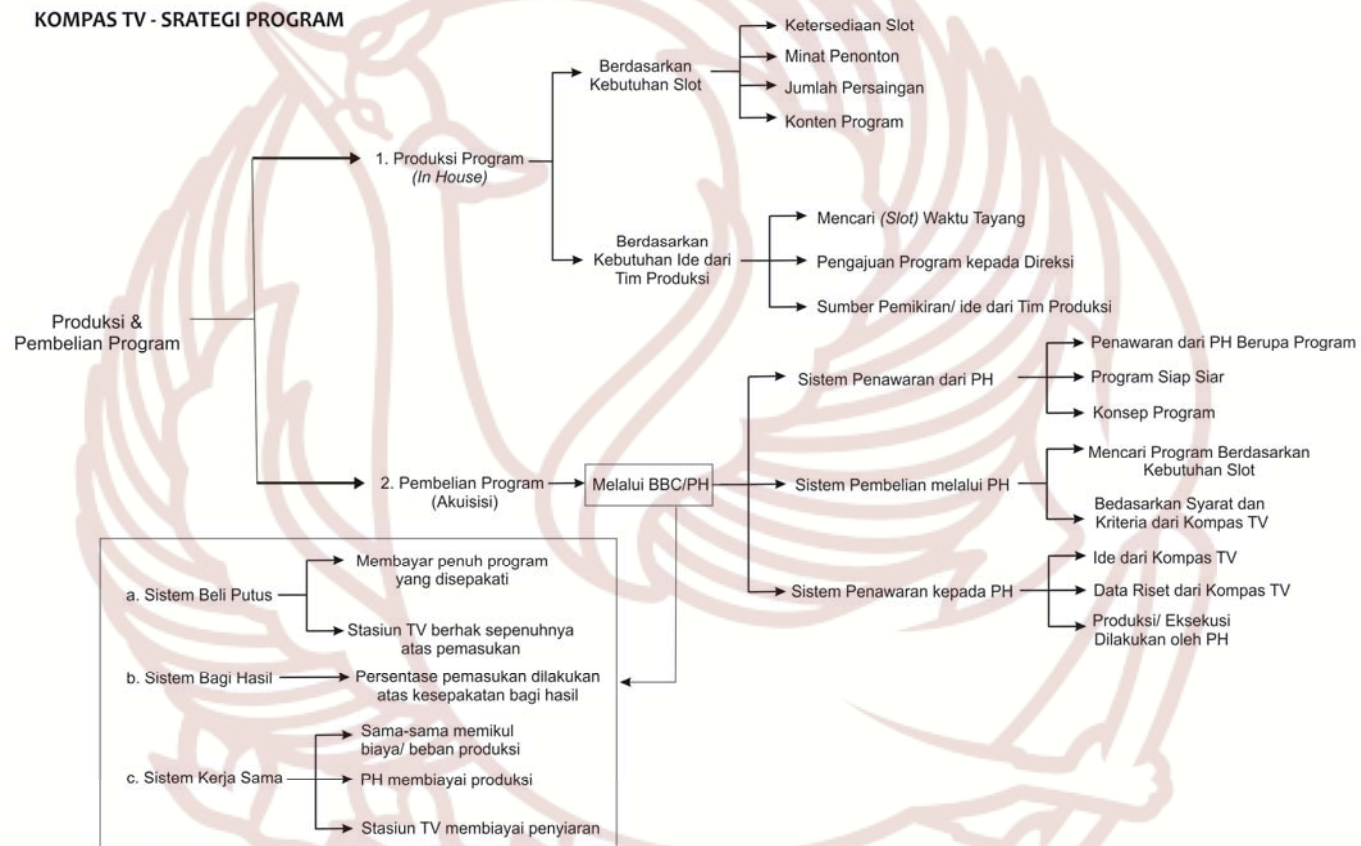 KOMPAS TV - SRATEGI PROGRAM
Ketersediaan Slot
Berdasarkan
Kebutuhan Slot
Minat Penonton
Jumlah Persaingan
Konten Program
1. Produksi Program
(In House)
Mencari (Slot) Waktu Tayang
Berdasarkan
Kebutuhan Ide dari
Tim Produksi
Pengajuan Program kepada Direksi
Sumber Pemikiran/ ide dari Tim Produksi
Produksi &
Pembelian Program
Penawaran dari PH Berupa Program
Sistem Penawaran dari PH
Program Siap Siar
Konsep Program
2. Pembelian Program
(Akuisisi)
Melalui BBC/PH
Sistem Pembelian melalui PH
Mencari Program Berdasarkan
Kebutuhan Slot
Bedasarkan Syarat dan
Kriteria dari Kompas TV
Ide dari Kompas TV
Sistem Penawaran kepada PH
Data Riset dari Kompas TV
Produksi/ Eksekusi
Dilakukan oleh PH
a. Sistem Beli Putus
Membayar penuh program
yang disepakati
Stasiun TV berhak sepenuhnya
atas pemasukan
b. Sistem Bagi Hasil
Persentase pemasukan dilakukan
atas kesepakatan bagi hasil
c. Sistem Kerja Sama
Sama-sama memikul
biaya/ beban produksi
PH membiayai produksi
Stasiun TV membiayai penyiaran